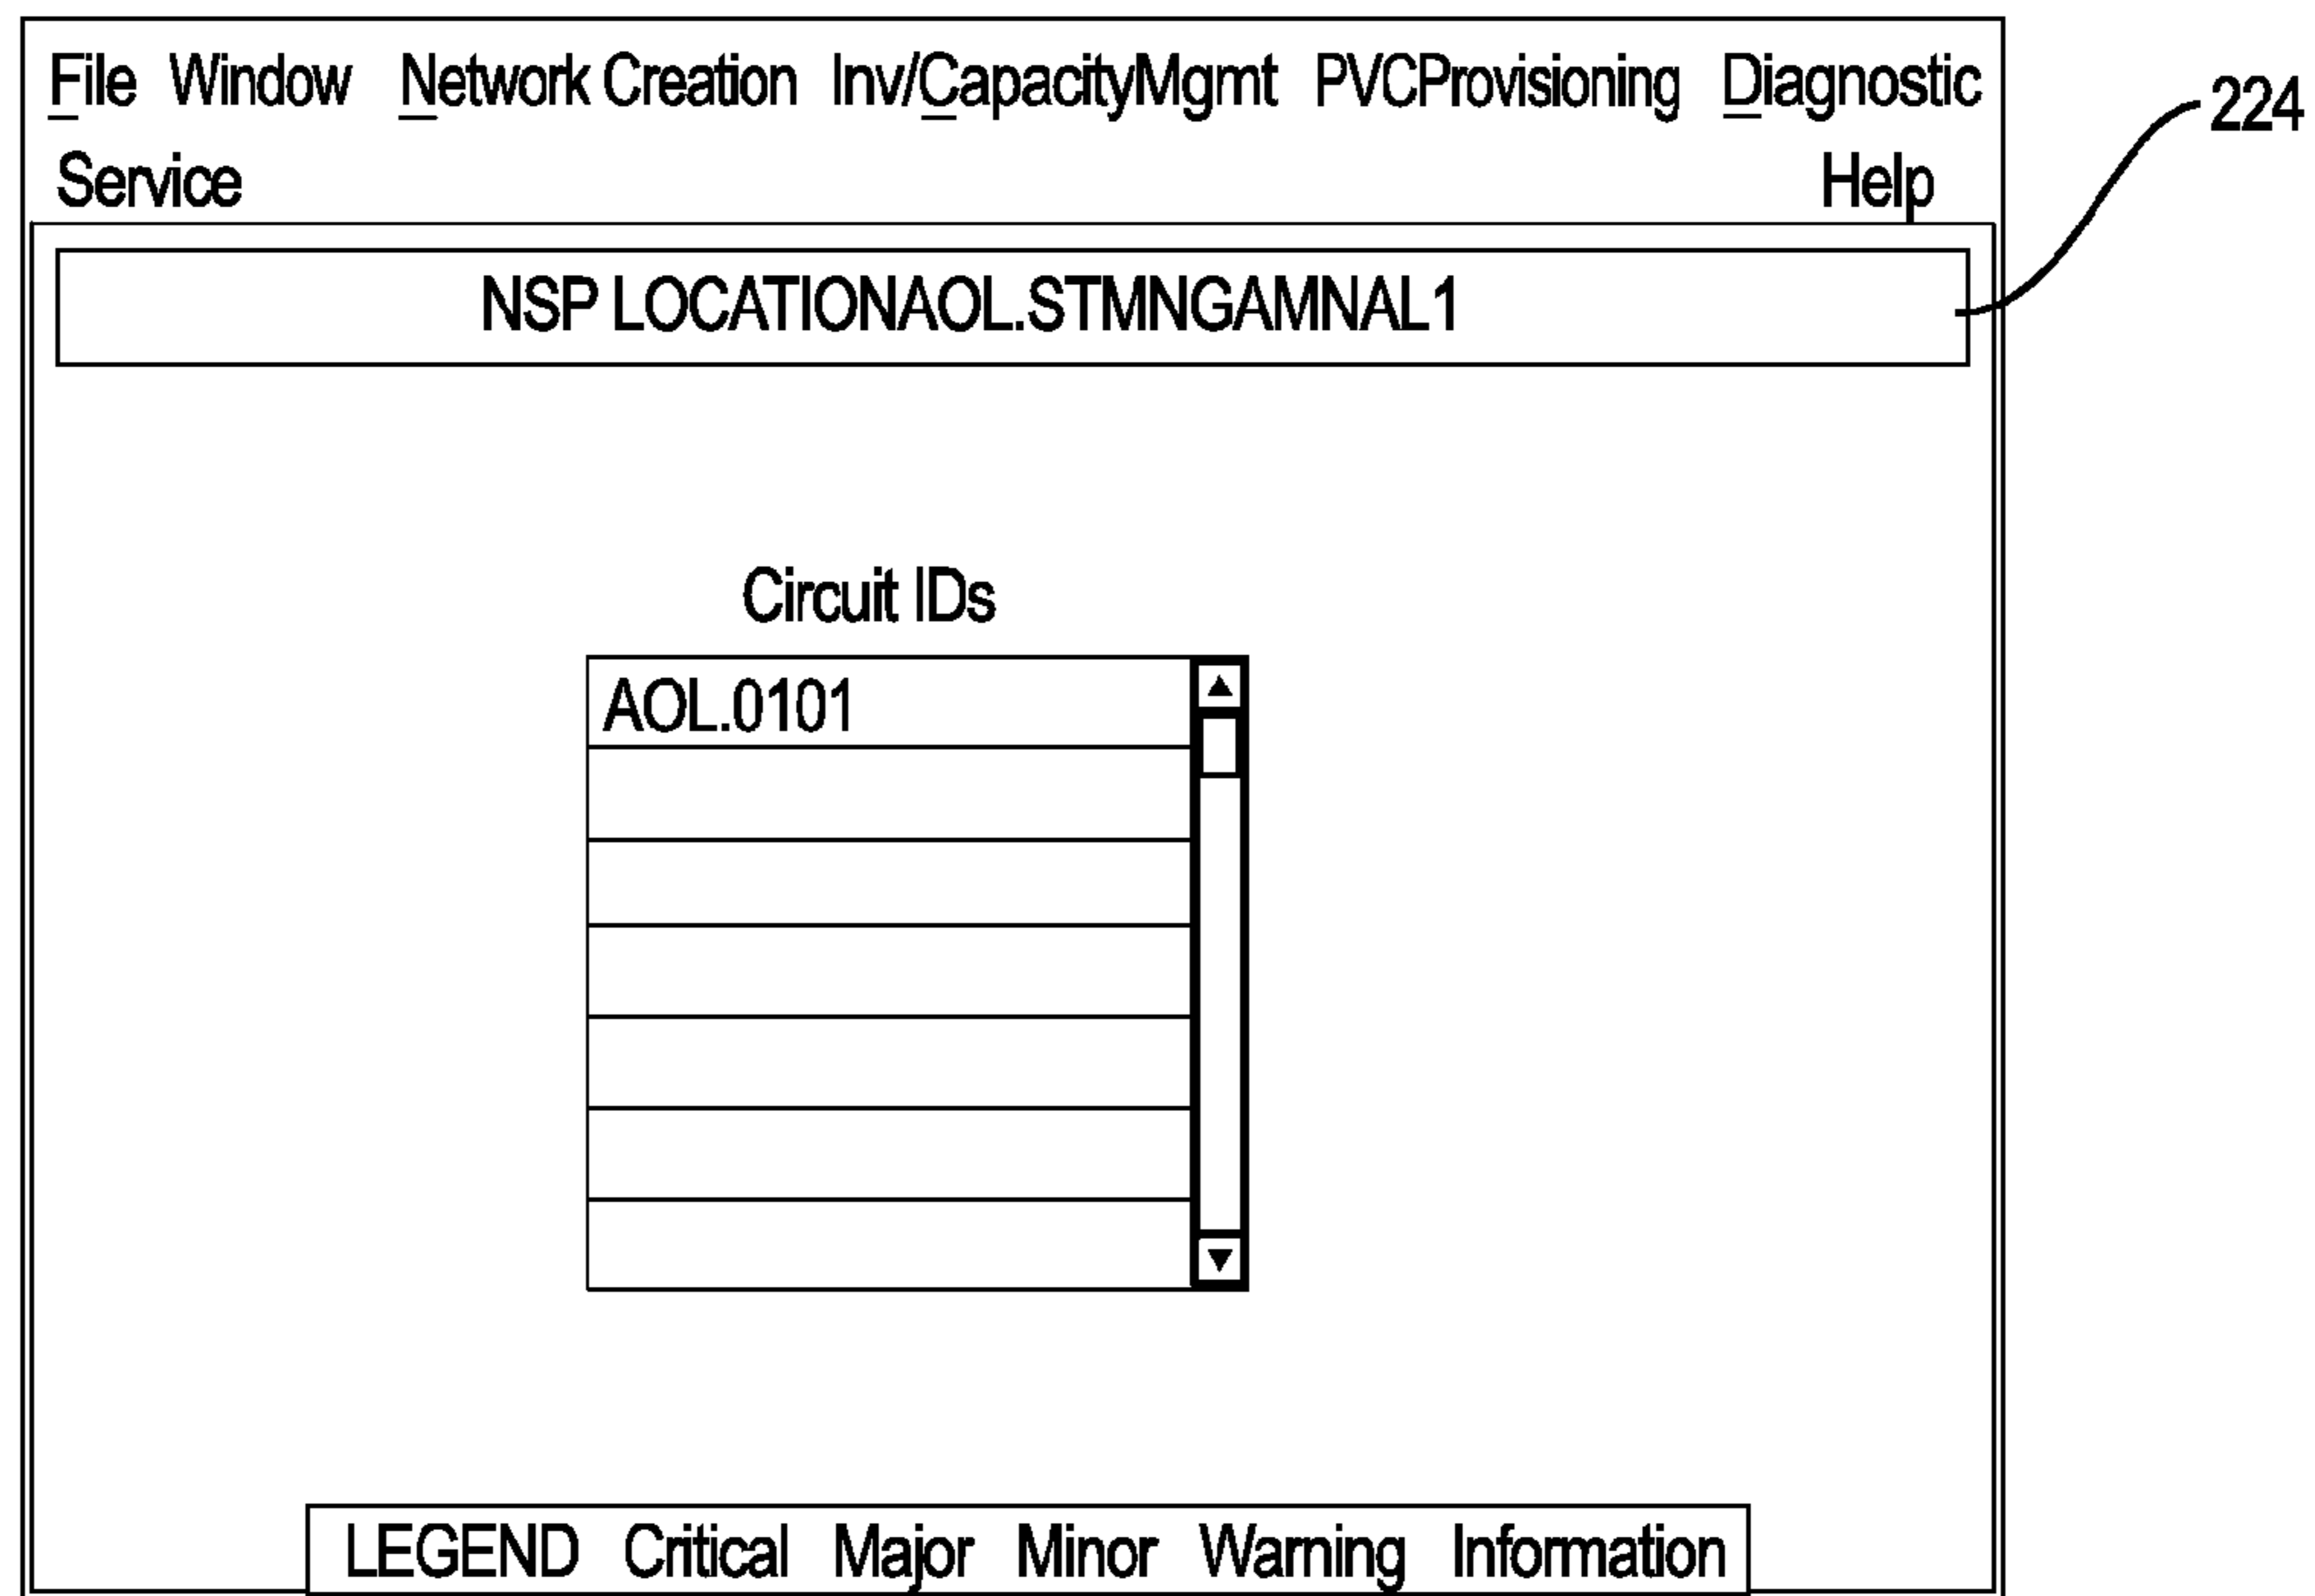 File Window Network Creation Inv/CapacityMgmt PVCProvisioning Diagnostic
Service Help
224
NSP LOCATIONAOL.STMNGAMNAL1
Circuit IDs
AOL.0101
LEGEND Critical Major Minor Warning Information